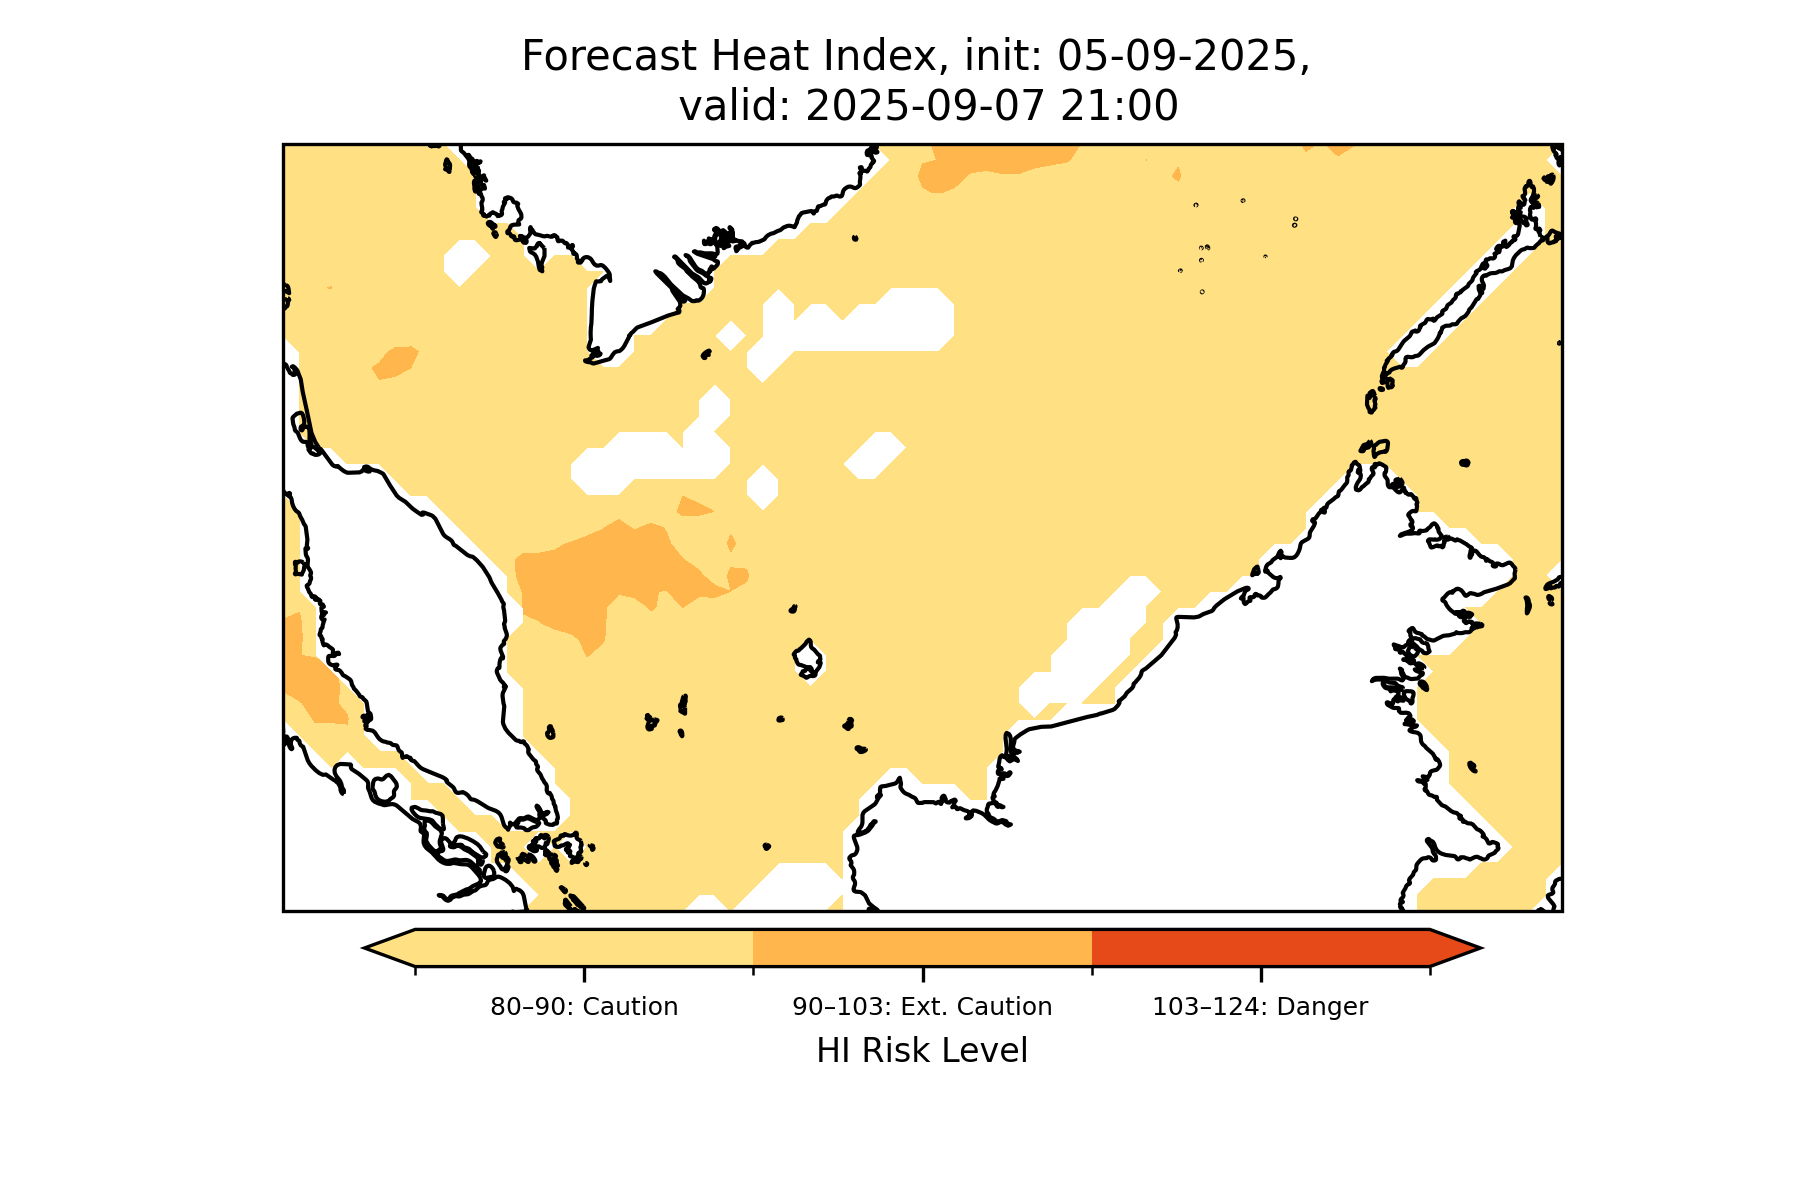 Forecast Heat Index, init: 05-09-2025,
valid: 2025-09-07 21:00
80–90: Caution
90–103: Ext. Caution
103–124: Danger
HI Risk Level